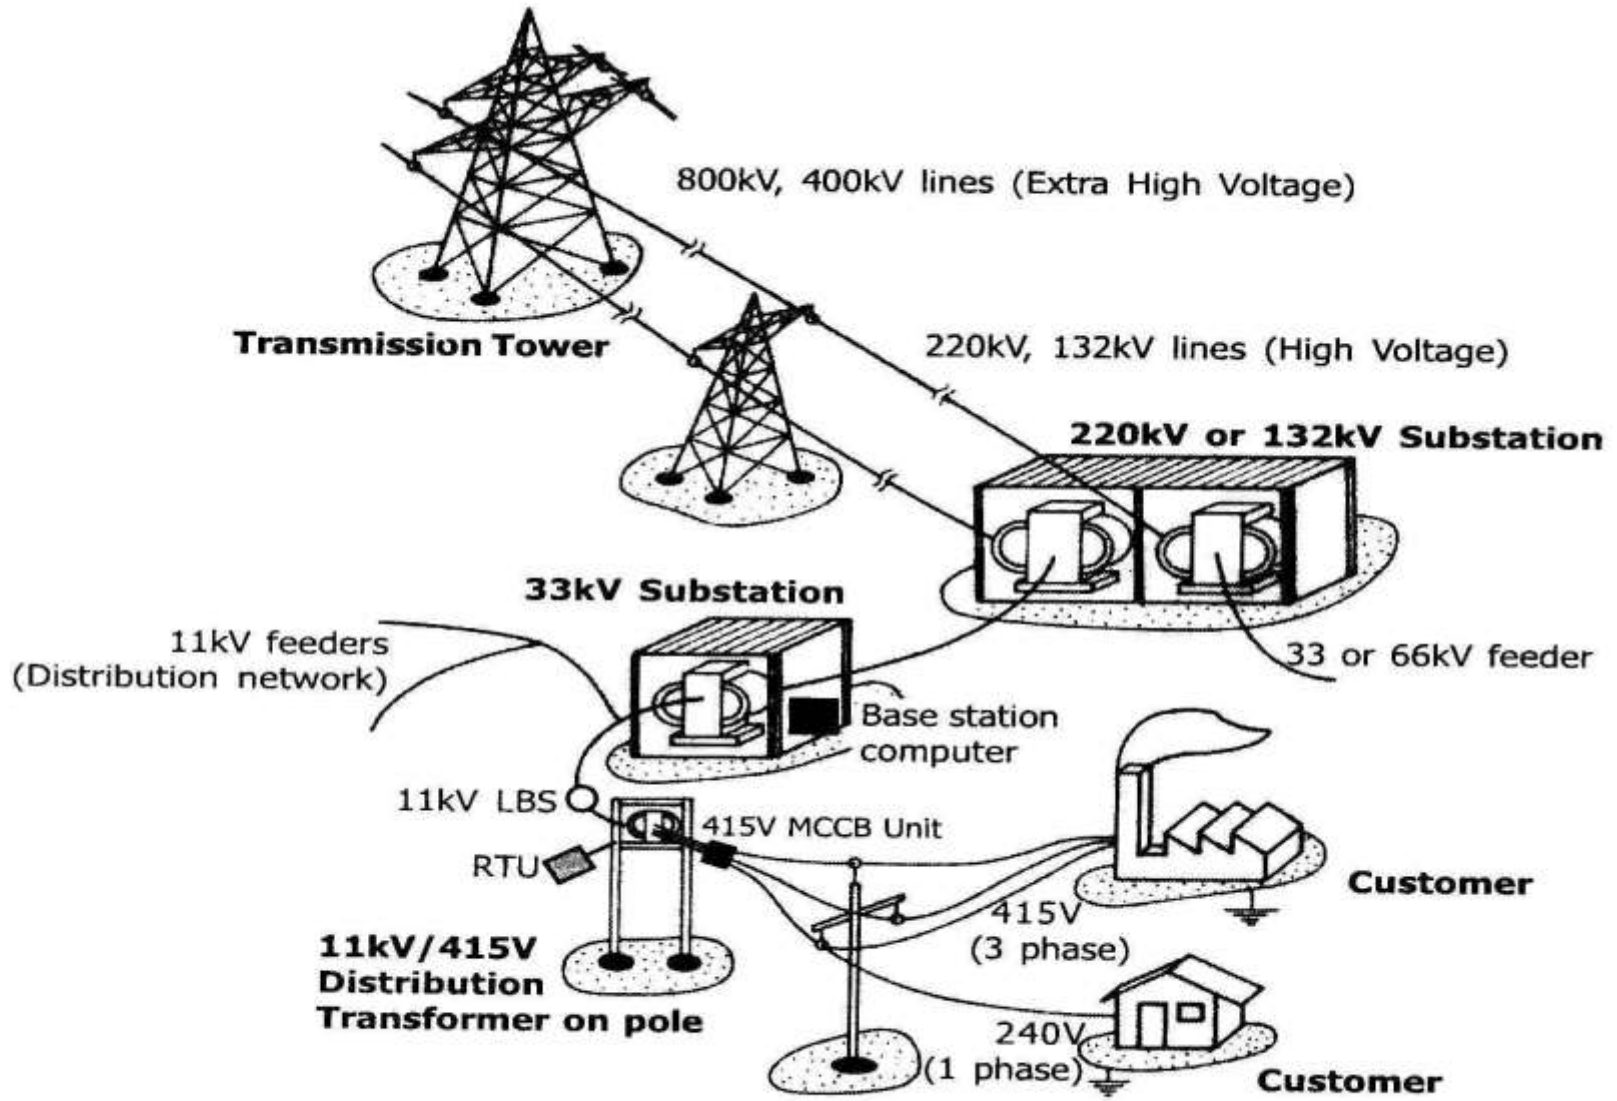 800kV, 400kV lines (Extra High Voltage)
Transmission Tower
220kV, 132kV lines (High Voltage)
220kV or 132kV Substation
33kV Substation
11kV feeders
(Distribution network)
33 or 66kV feeder
Base station
computer
11kV LBS
415V MCCB Unit
RTU
Customer
415V
(3 phase)
11kV/415V
Distribution
Transformer on pole
240V
(1 phase)
Customer